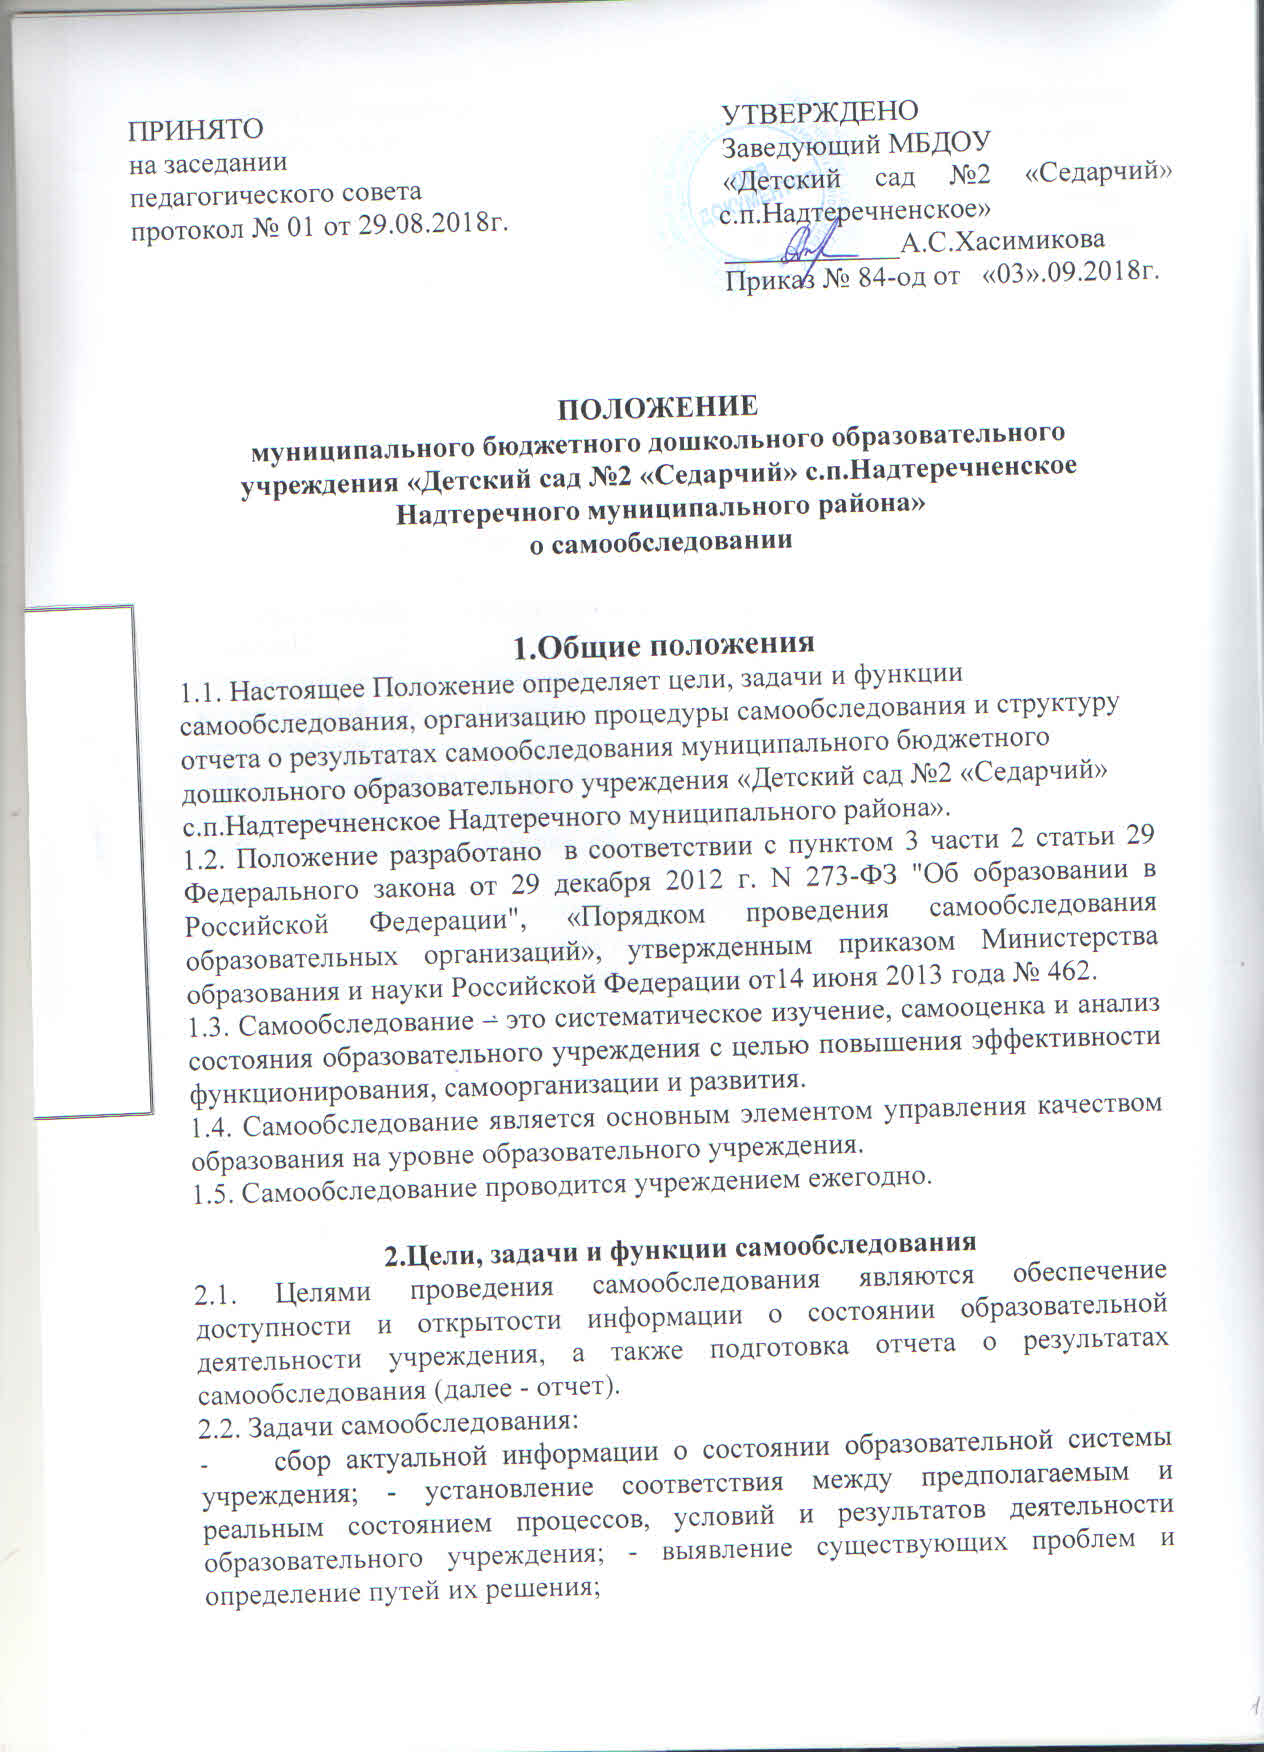 ПРИНЯТО
на заседании
педагогического совета
протокол № 01 от 29.08.2018г.
УТВЕРЖДЕНО
Заведующий МБДОУ
«Детский сад №2 «Седарчий»
с.п.Надтеречненское»
____________А.С.Хасимикова
Приказ № 84-од от «03».09.2018г.
ДЛЯ
ДОКУМЕНТОВ
ПОЛОЖЕНИЕ
муниципального бюджетного дошкольного образовательного
учреждения «Детский сад №2 «Седарчий» с.п.Надтеречненское
Надтеречного муниципального района»
о самообследовании
1.Общие положения
1.1. Настоящее Положение определяет цели, задачи и функции
самообследования, организацию процедуры самообследования и структуру
отчета о результатах самообследования муниципального бюджетного
дошкольного образовательного учреждения «Детский сад №2 «Седарчий»
с.п.Надтеречненское Надтеречного муниципального района».
1.2. Положение разработано в соответствии с пунктом 3 части 2 статьи 29
Федерального закона от 29 декабря 2012 г. N 273-ФЗ "Об образовании в
Российской Федерации", «Порядком проведения самообследования
образовательных организаций», утвержденным приказом Министерства
образования и науки Российской Федерации от14 июня 2013 года № 462.
1.3. Самообследование – это систематическое изучение, самооценка и анализ
состояния образовательного учреждения с целью повышения эффективности
функционирования, самоорганизации и развития.
1.4. Самообследование является основным элементом управления качеством
образования на уровне образовательного учреждения.
1.5. Самообследование проводится учреждением ежегодно.
2.Цели, задачи и функции самообследования
2.1. Целями проведения самообследования являются обеспечение
доступности и открытости информации о состоянии образовательной
деятельности учреждения, а также подготовка отчета о результатах
самообследования (далее - отчет).
2.2. Задачи самообследования:
- сбор актуальной информации о состоянии образовательной системы
учреждения; - установление соответствия между предполагаемым и
реальным состоянием процессов, условий и результатов деятельности
образовательного учреждения; - выявление существующих проблем и
определение путей их решения;